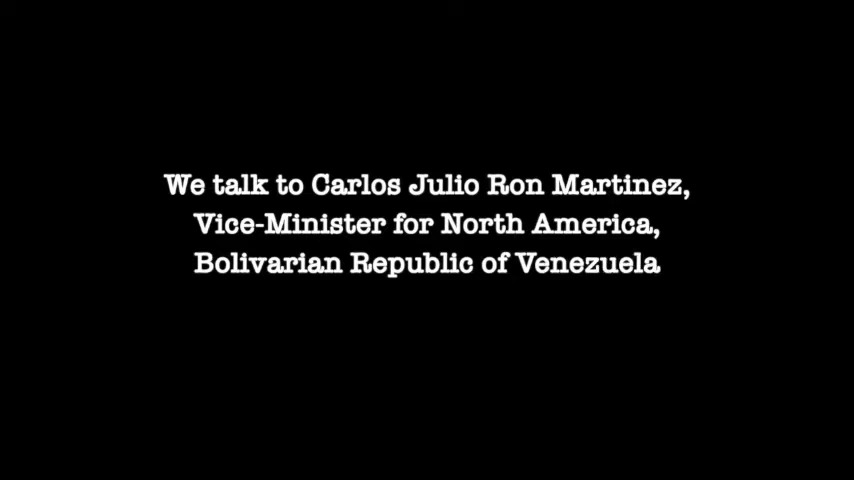 We talk to Carlos Julio Ron Martinez,
Vice-Minister for North America,
Bolivarian Republic of Venezuela